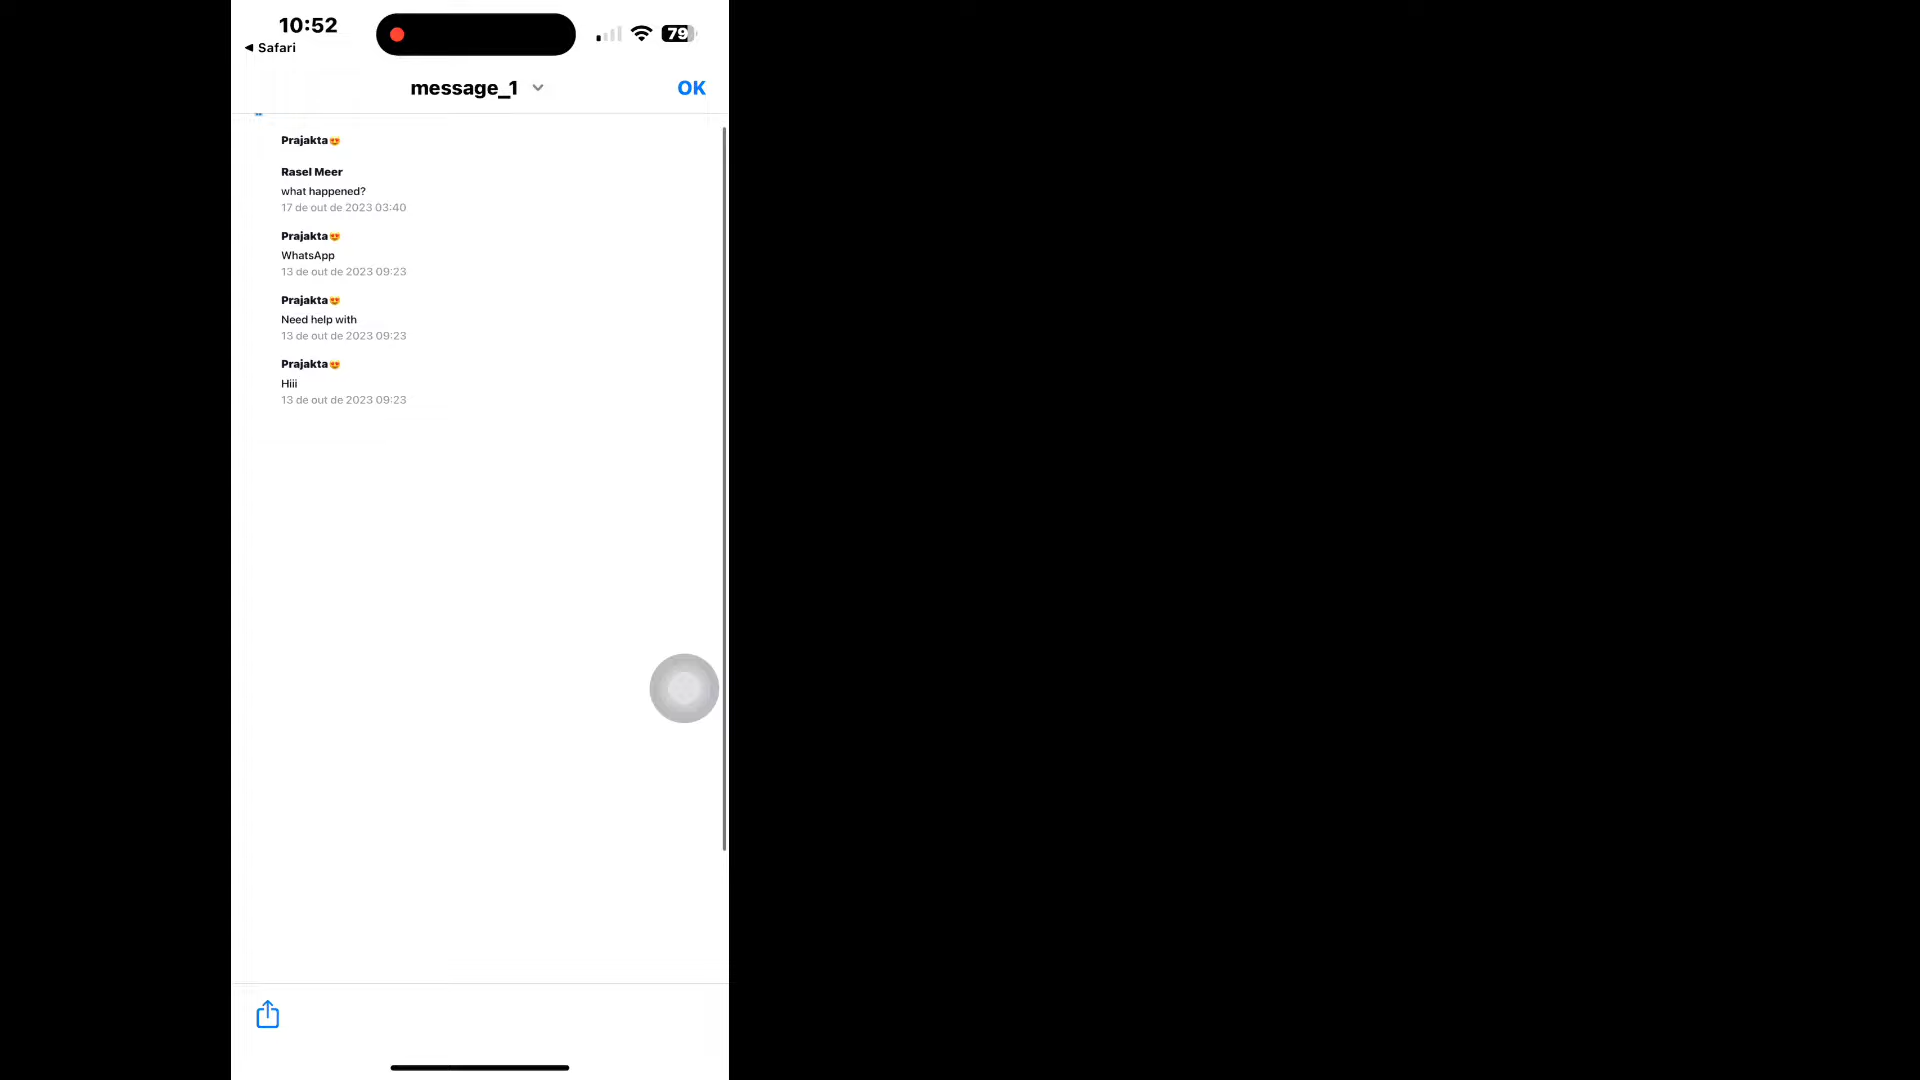 10:52
79
◀ Safari
message_1
OK
Prajakta😍
Rasel Meer
what happened?
17 de out de 2023 03:40
Prajakta😍
WhatsApp
13 de out de 2023 09:23
Prajakta😍
Need help with
13 de out de 2023 09:23
Prajakta😍
Hiii
13 de out de 2023 09:23